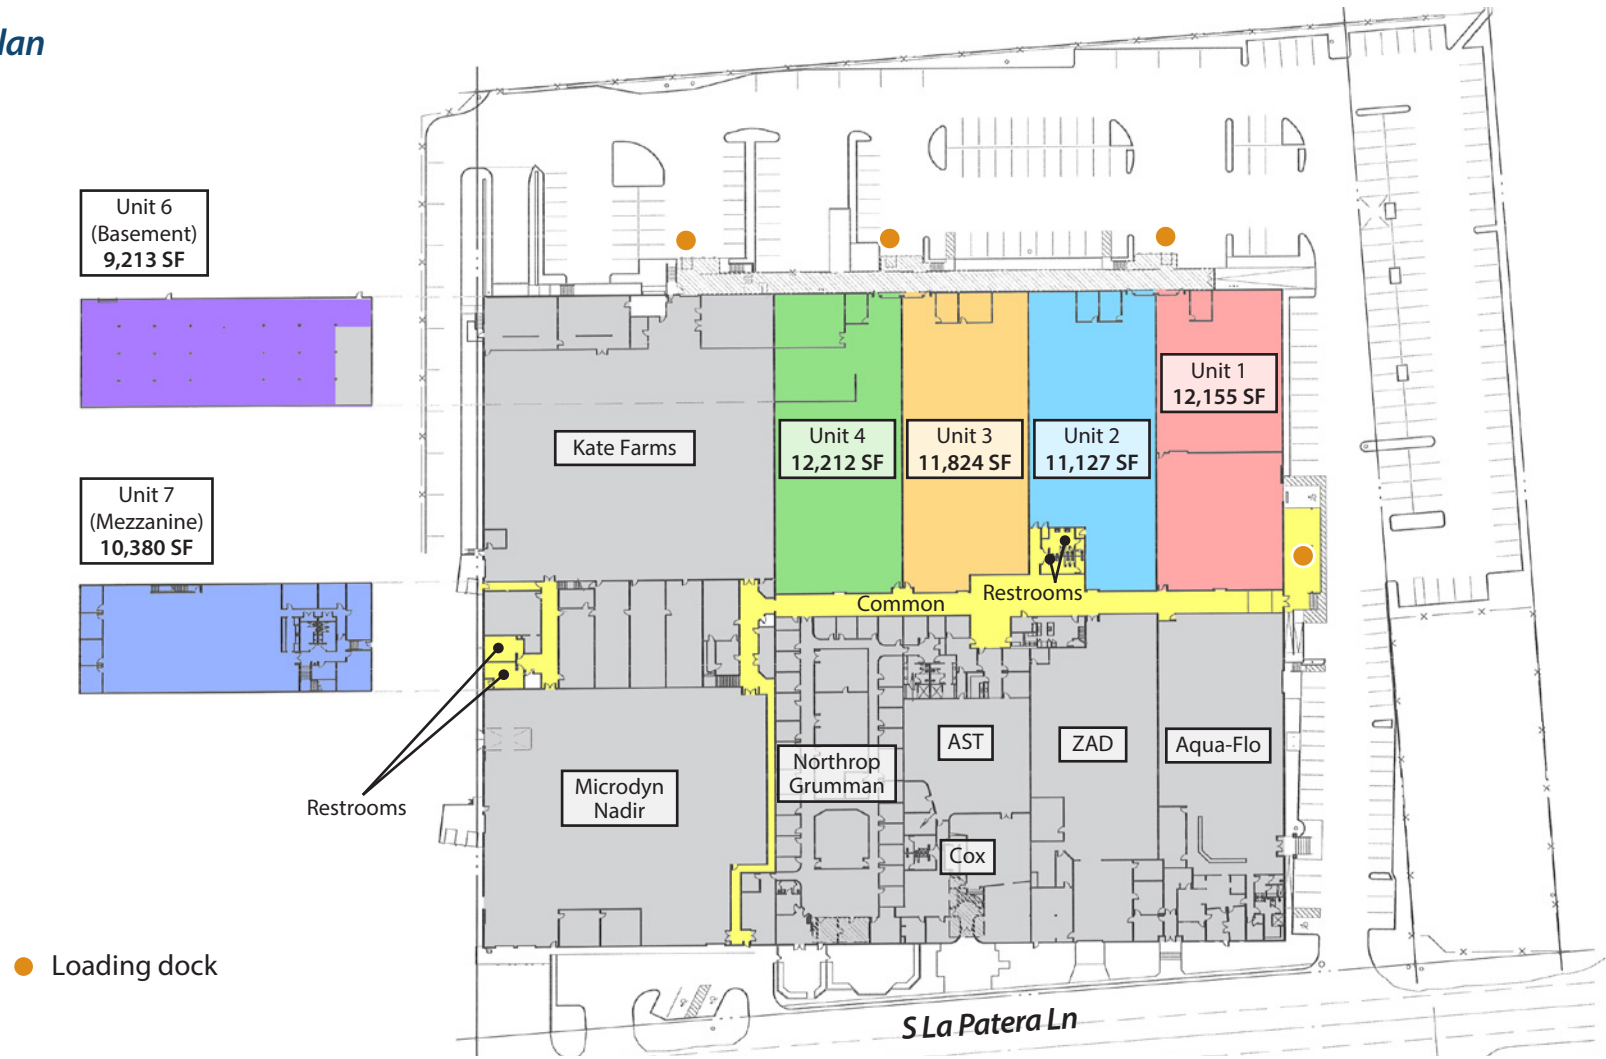 lan
Unit 6
(Basement)
9,213 SF
Unit 7
(Mezzanine)
10,380 SF
Kate Farms
Unit 4
12,212 SF
Unit 3
11,824 SF
Unit 2
11,127 SF
Unit 1
12,155 SF
Restrooms
Common
Restrooms
Microdyn
Nadir
Northrop
Grumman
AST
ZAD
Aqua-Flo
Cox
Loading dock
S La Patera Ln